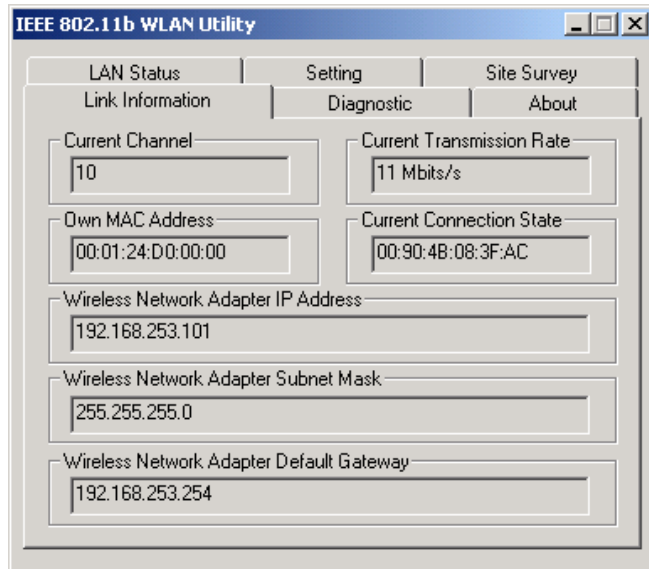 IEEE 802.11b WLAN Utility
LAN Status Setting Site Survey
Link Information Diagnostic About
Current Channel Current Transmission Rate
10 11 Mbits/s
Own MAC Address Current Connection State
00:01:24:D0:00:00 00:90:4B:08:3F:AC
Wireless Network Adapter IP Address
192.168.253.101
Wireless Network Adapter Subnet Mask
255.255.255.0
Wireless Network Adapter Default Gateway
192.168.253.254